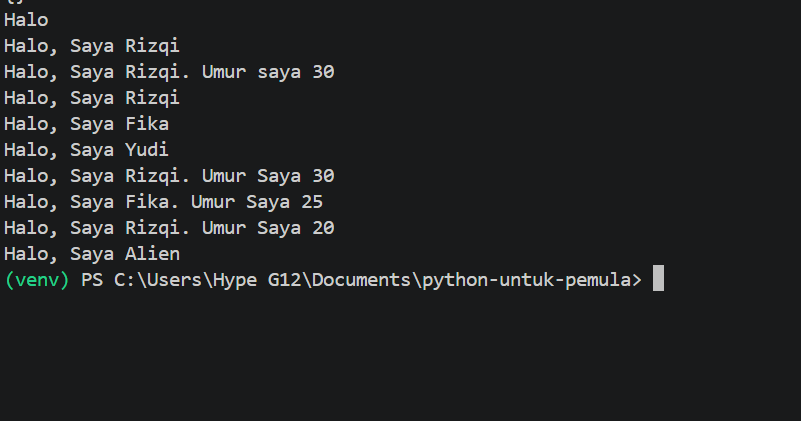 Halo
Halo, Saya Rizqi
Halo, Saya Rizqi. Umur saya 30
Halo, Saya Rizqi
Halo, Saya Fika
Halo, Saya Yudi
Halo, Saya Rizqi. Umur Saya 30
Halo, Saya Fika. Umur Saya 25
Halo, Saya Rizqi. Umur Saya 20
Halo, Saya Alien
(venv) PS C:\Users\Hype G12\Documents\python-untuk-pemula>